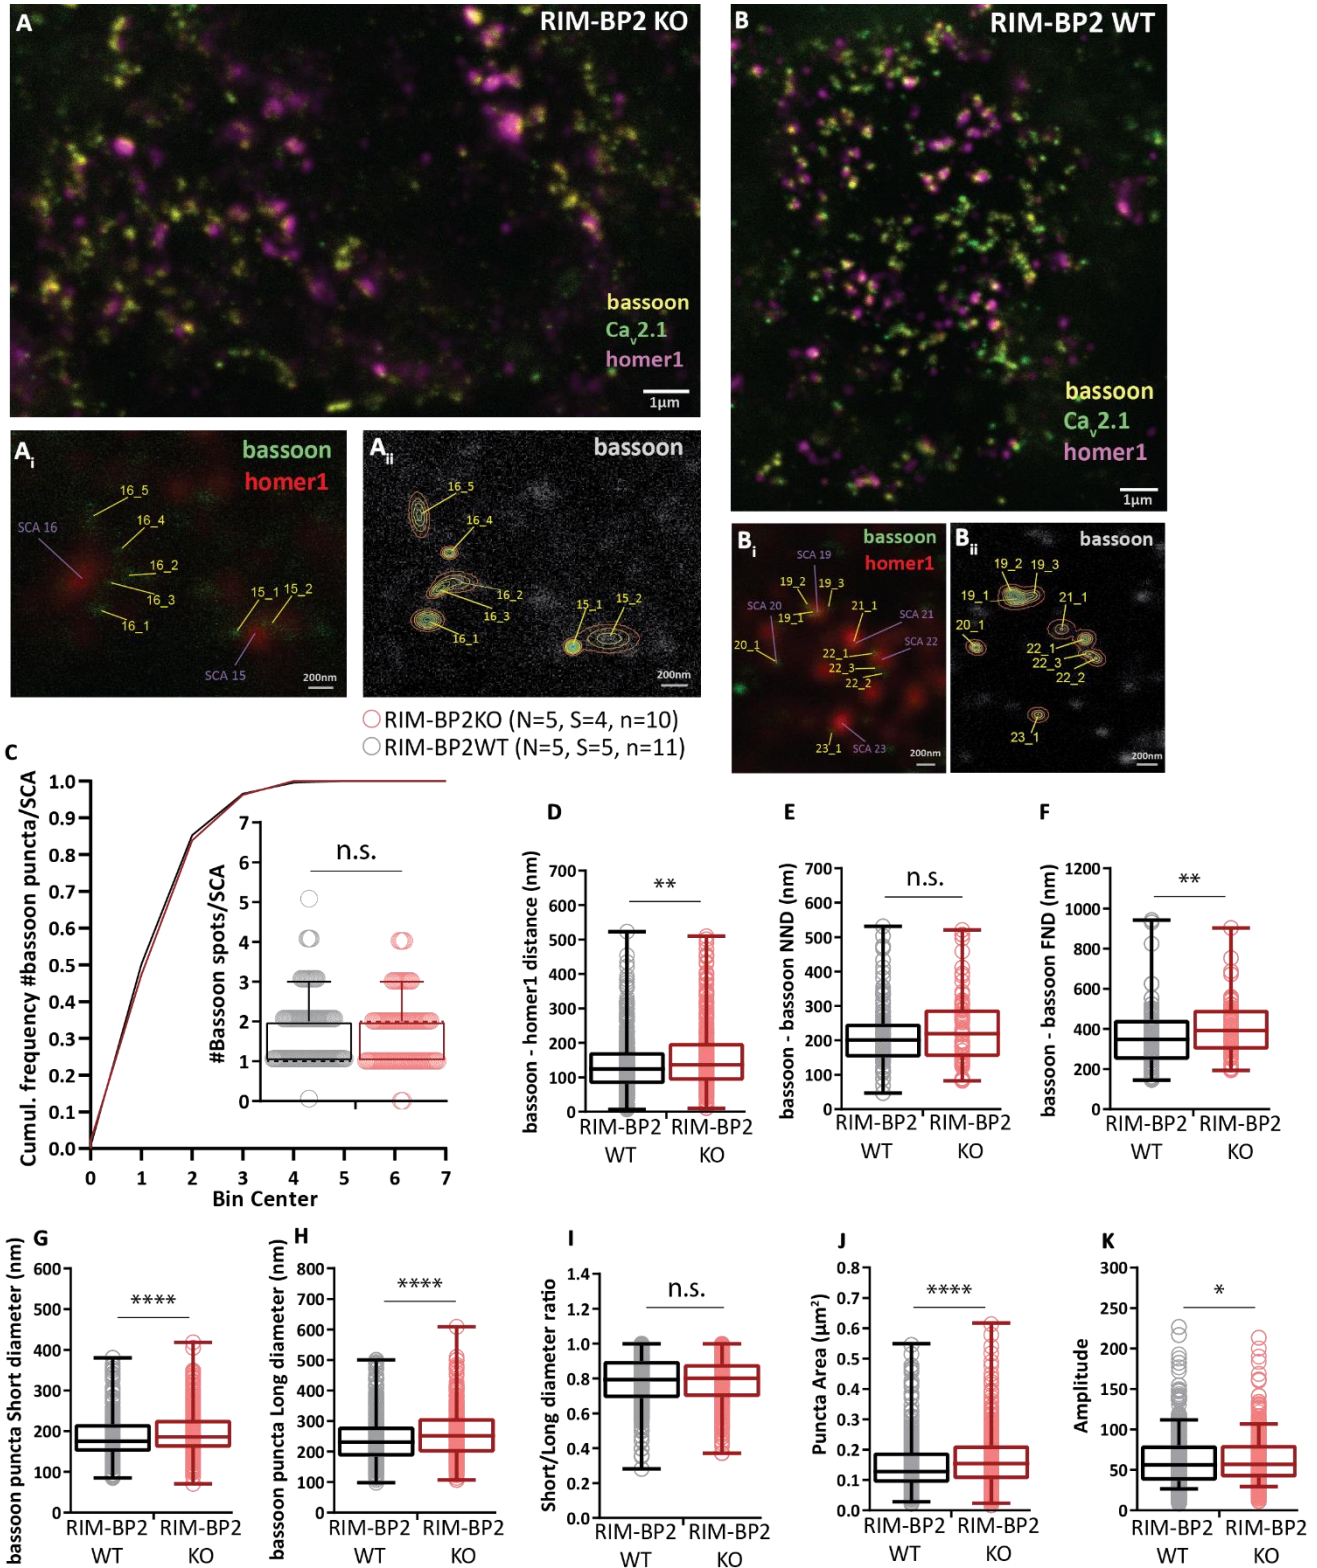 A
RIM-BP2 KO
bassoon
Cav2.1
homer1
1µm
B
RIM-BP2 WT
bassoon
Cav2.1
homer1
1µm
Ai
bassoon
homer1
16_5
SCA 16
16_4
16_2
16_3
16_1
15_1
15_2
SCA 15
200nm
Aii
bassoon
16_5
16_4
16_2
16_3
16_1
15_1
15_2
200nm
Bi
bassoon
homer1
SCA 19
19_2
19_3
SCA 20
19_1
21_1
SCA 21
20_1
22_1
SCA 22
22_3
22_2
23_1
SCA 23
200nm
Bii
bassoon
19_2
19_3
19_1
21_1
20_1
22_1
22_3
22_2
23_1
200nm
RIM-BP2KO (N=5, S=4, n=10)
RIM-BP2WT (N=5, S=5, n=11)
C
Cumul. frequency #bassoon puncta/SCA
1.0
0.9
0.8
0.7
0.6
0.5
0.4
0.3
0.2
0.1
0.0
0 1 2 3 4 5 6 7
Bin Center
#Bassoon spots/SCA
7
6
5
4
3
2
1
0
n.s.
D
bassoon - homer1 distance (nm)
700
600
500
400
300
200
100
0
**
RIM-BP2 RIM-BP2
WT KO
E
bassoon - bassoon NND (nm)
700
600
500
400
300
200
100
0
n.s.
RIM-BP2 RIM-BP2
WT KO
F
bassoon - bassoon FND (nm)
1200
1000
800
600
400
200
0
**
RIM-BP2 RIM-BP2
WT KO
G
bassoon puncta Short diameter (nm)
600
500
400
300
200
100
0
****
RIM-BP2 RIM-BP2
WT KO
H
bassoon puncta Long diameter (nm)
800
700
600
500
400
300
200
100
0
****
RIM-BP2 RIM-BP2
WT KO
I
Short/Long diameter ratio
1.4
1.2
1.0
0.8
0.6
0.4
0.2
0.0
n.s.
RIM-BP2 RIM-BP2
WT KO
J
Puncta Area (µm²)
0.8
0.7
0.6
0.5
0.4
0.3
0.2
0.1
0.0
****
RIM-BP2 RIM-BP2
WT KO
K
Amplitude
300
250
200
150
100
50
0
*
RIM-BP2 RIM-BP2
WT KO